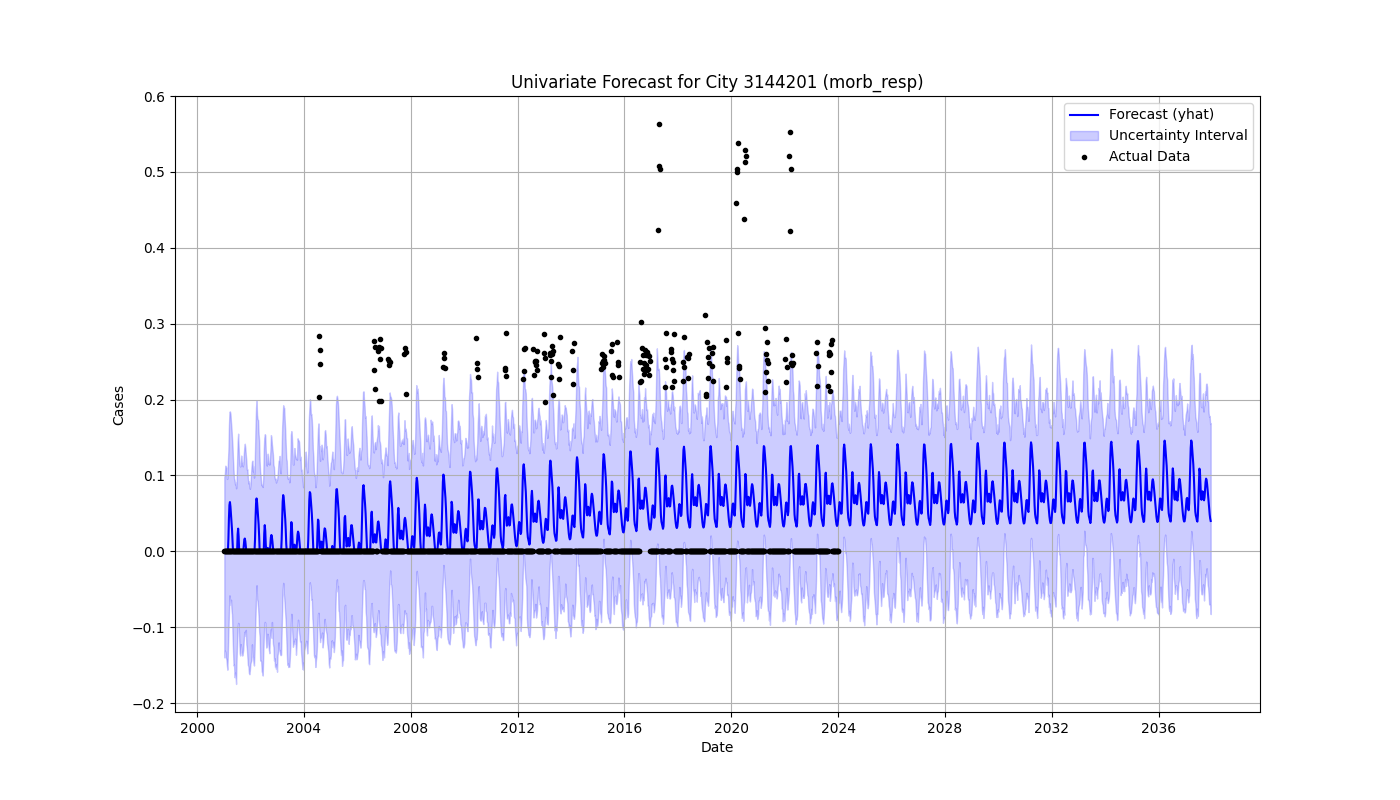 Univariate Forecast for City 3144201 (morb_resp)
Forecast (yhat)
Uncertainty Interval
Actual Data
Cases
0.6
0.5
0.4
0.3
0.2
0.1
0.0
−0.1
−0.2
2000 2004 2008 2012 2016 2020 2024 2028 2032 2036
Date